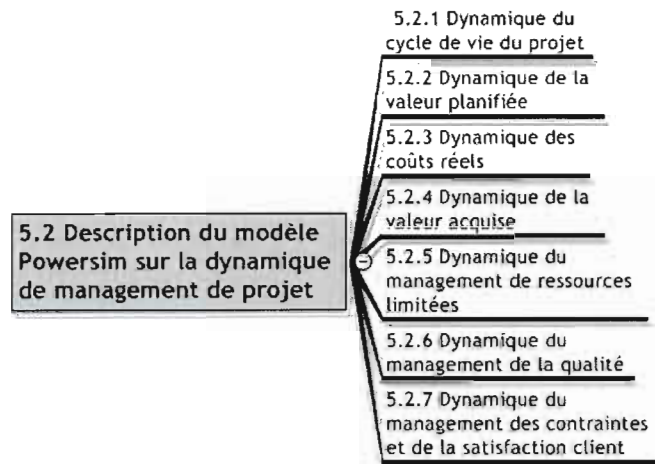 5.2 Description du modèle
Powersim sur la dynamique
de management de projet
5.2.1 Dynamique du
cycle de vie du projet
5.2.2 Dynamique de la
valeur planifiée
5.2.3 Dynamique des
coûts réels
5.2.4 Dynamique de la
valeur acquise
5.2.5 Dynamique du
management de ressources
limitées
5.2.6 Dynamique du
management de la qualité
5.2.7 Dynamique du
management des contraintes
et de la satisfaction client